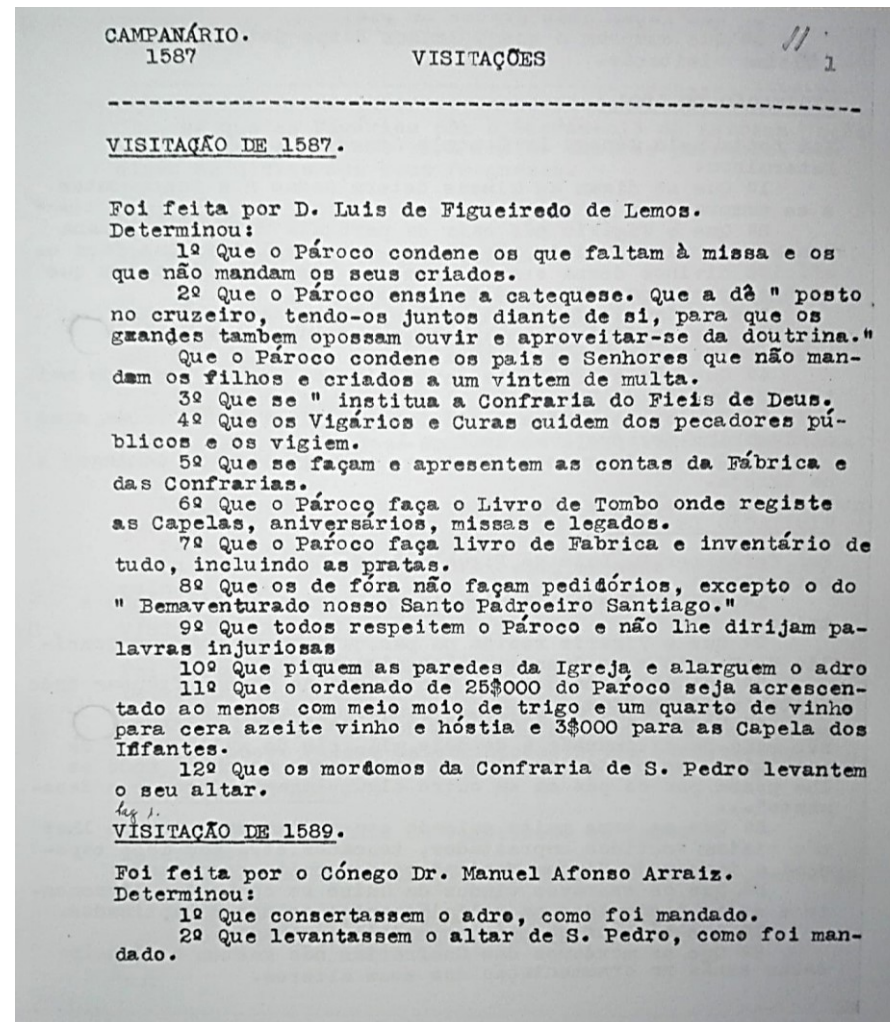 CAMPANÁRIO.
1587
VISITAÇÕES
11
1
VISITAÇÃO DE 1587.
Foi feita por D. Luis de Figueiredo de Lemos.
Determinou:
1º Que o Pároco condene os que faltam à missa e os
que não mandam os seus criados.
2º Que o Pároco ensine a catequese. Que a dê " posto
no cruzeiro, tendo-os juntos diante de si, para que os
grandes tambem opossam ouvir e aproveitar-se da doutrina."
Que o Pároco condene os pais e Senhores que não man-
dam os filhos e criados a um vintem de multa.
3º Que se " institua a Confraria do Fieis de Deus.
4º Que os Vigários e Curas cuidem dos pecadores pú-
blicos e os vigiem.
5º Que se façam e apresentem as contas da Fábrica e
das Confrarias.
6º Que o Pároco faça o Livro de Tombo onde registe
as Capelas, aniversários, missas e legados.
7º Que o Pároco faça livro de Fabrica e inventário de
tudo, incluindo as pratas.
8º Que os de fóra não façam peditórios, excepto o do
" Bemaventurado nosso Santo Padroeiro Santiago."
9º Que todos respeitem o Pároco e não lhe dirijam pa-
lavras injuriosas
10º Que piquem as paredes da Igreja e alarguem o adro
11º Que o ordenado de 25$000 do Pároco seja acrescen-
tado ao menos com meio moio de trigo e um quarto de vinho
para cera azeite vinho e hóstia e 3$000 para as Capela dos
Iffantes.
12º Que os mordomos da Confraria de S. Pedro levantem
o seu altar.
VISITAÇÃO DE 1589.
Foi feita por o Cónego Dr. Manuel Afonso Arraiz.
Determinou:
1º Que consertassem o adro, como foi mandado.
2º Que levantassem o altar de S. Pedro, como foi man-
dado.